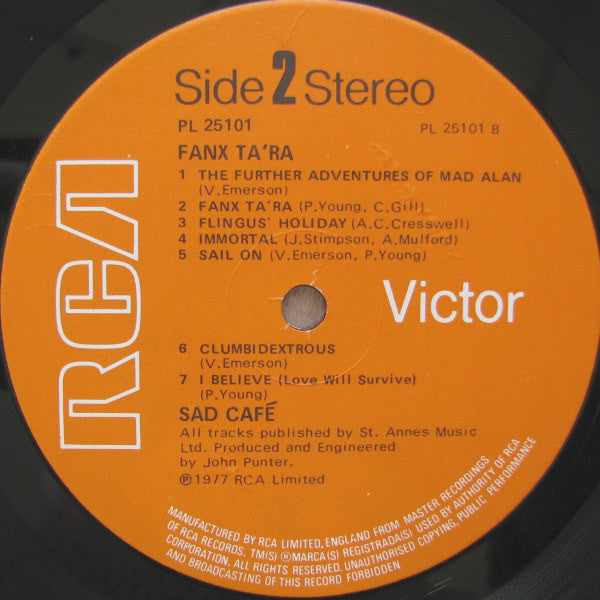 Side 2 Stereo
PL 25101
PL 25101 B
FANX TA'RA
1 THE FURTHER ADVENTURES OF MAD ALAN
(V.Emerson)
2 FANX TA'RA (P.Young, C.Gill)
3 FLINGUS' HOLIDAY (A.C.Cresswell)
4 IMMORTAL (J.Stimpson, A.Mulford)
5 SAIL ON (V.Emerson, P.Young)
RCA
Victor
6 CLUMBIDEXTROUS
(V.Emerson)
7 I BELIEVE (Love Will Survive)
(P.Young)
SAD CAFÉ
All tracks published by St. Annes Music
Ltd. Produced and Engineered
by John Punter.
℗1977 RCA Limited
MANUFACTURED BY RCA LIMITED, ENGLAND FROM MASTER RECORDINGS
OF RCA RECORDS. TM(S) ®MARCA(S) REGISTRADA(S) USED BY AUTHORITY OF RCA
CORPORATION. ALL RIGHTS RESERVED. UNAUTHORISED COPYING, PUBLIC PERFORMANCE
AND BROADCASTING OF THIS RECORD FORBIDDEN